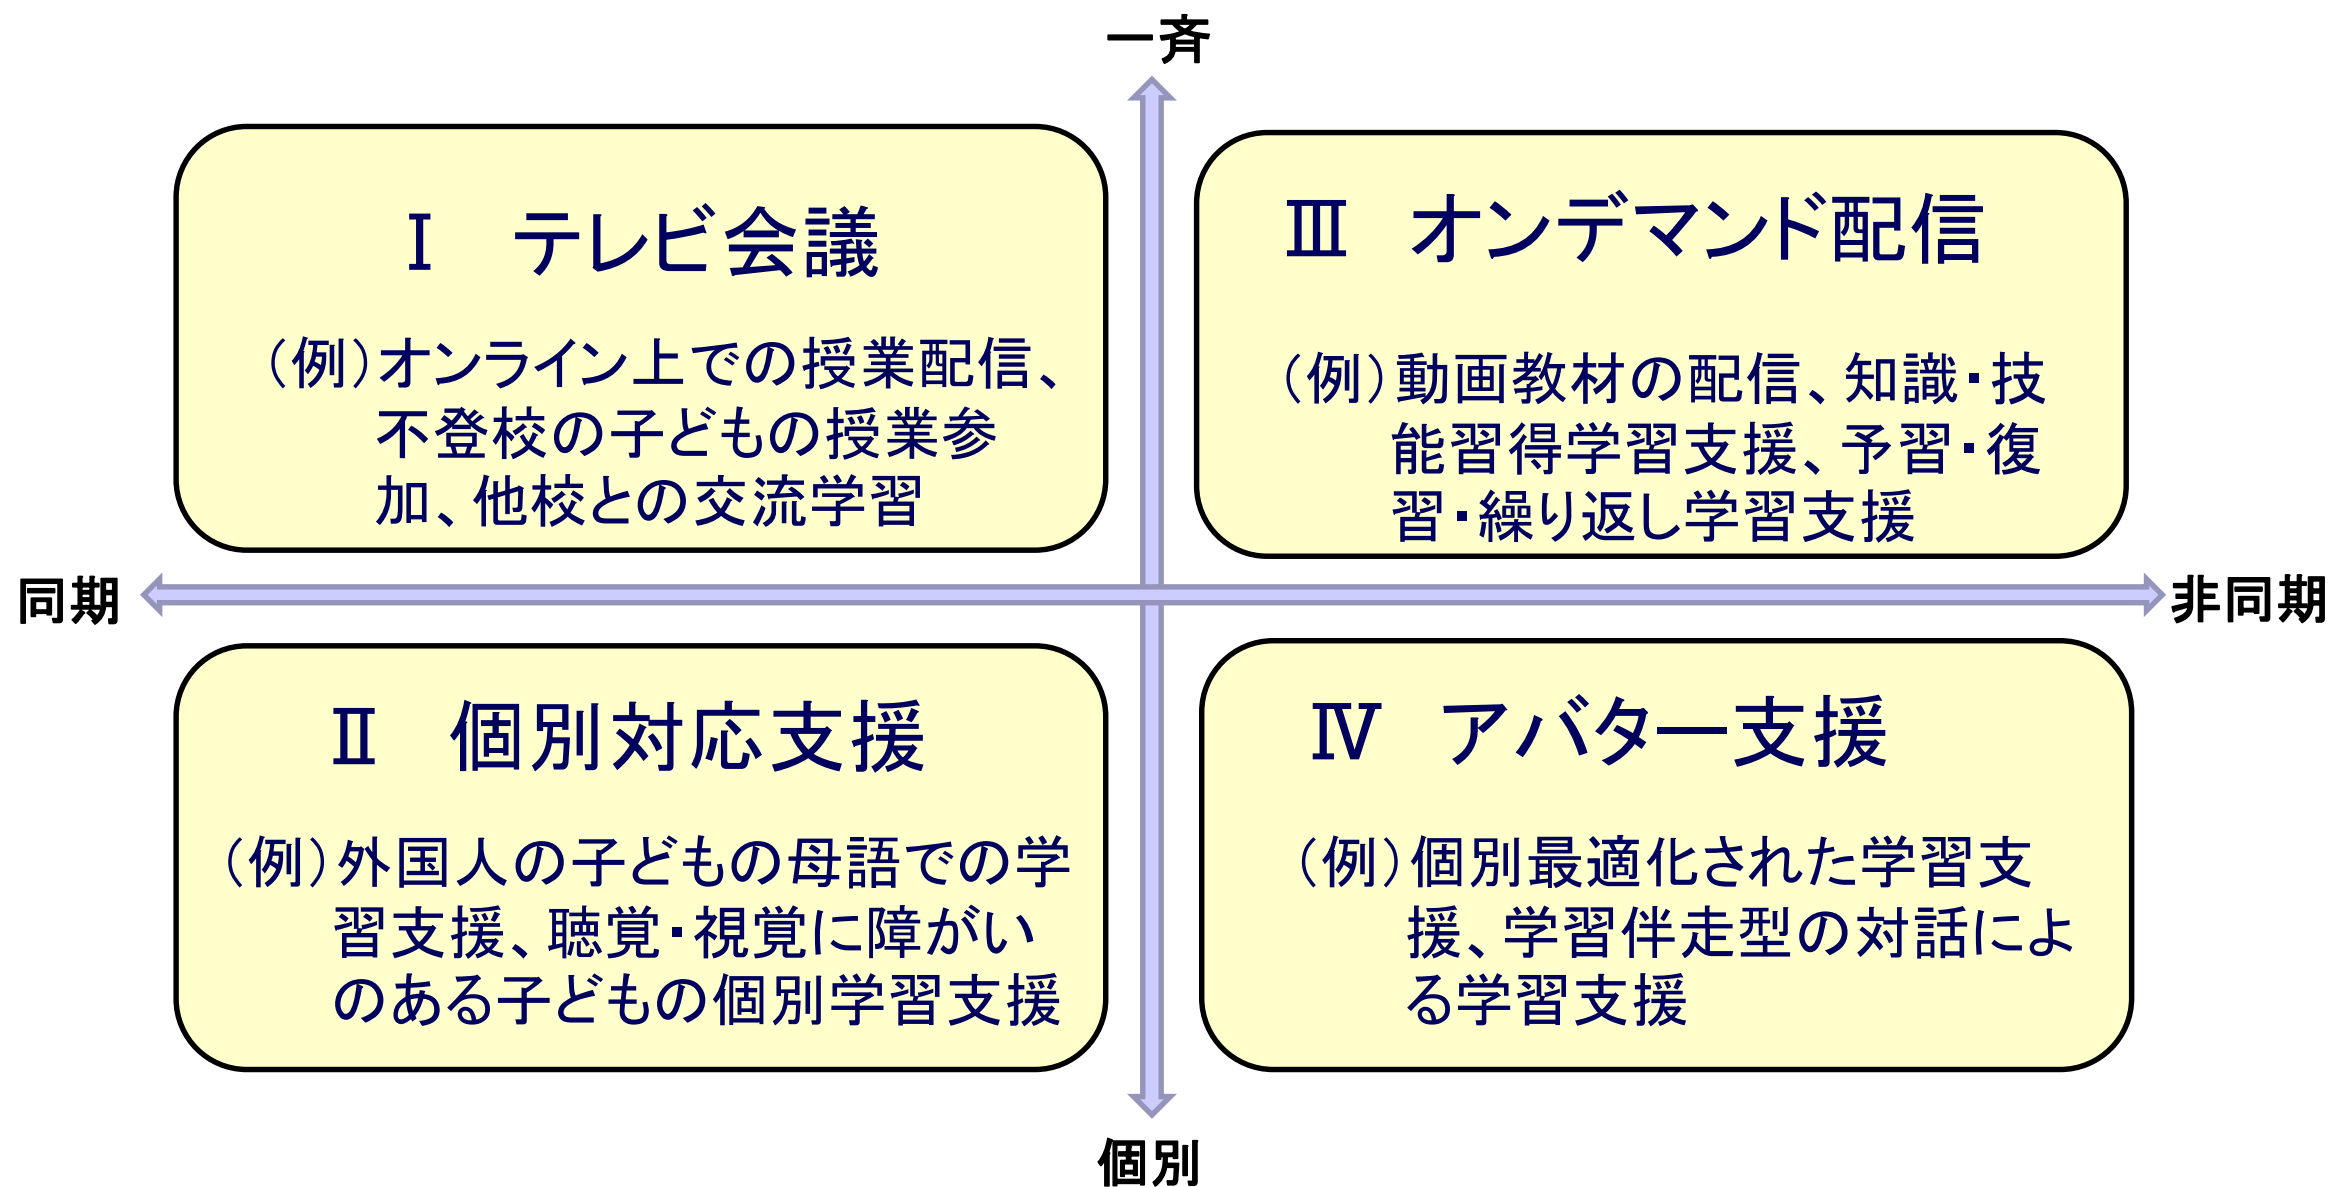 一斉
Ⅰ　テレビ会議
（例）オンライン上での授業配信、
不登校の子どもの授業参
加、他校との交流学習
Ⅲ　オンデマンド配信
（例）動画教材の配信、知識・技
能習得学習支援、予習・復
習・繰り返し学習支援
同期
非同期
Ⅱ　個別対応支援
（例）外国人の子どもの母語での学
習支援、聴覚・視覚に障がい
のある子どもの個別学習支援
Ⅳ　アバター支援
（例）個別最適化された学習支
援、学習伴走型の対話によ
る学習支援
個別